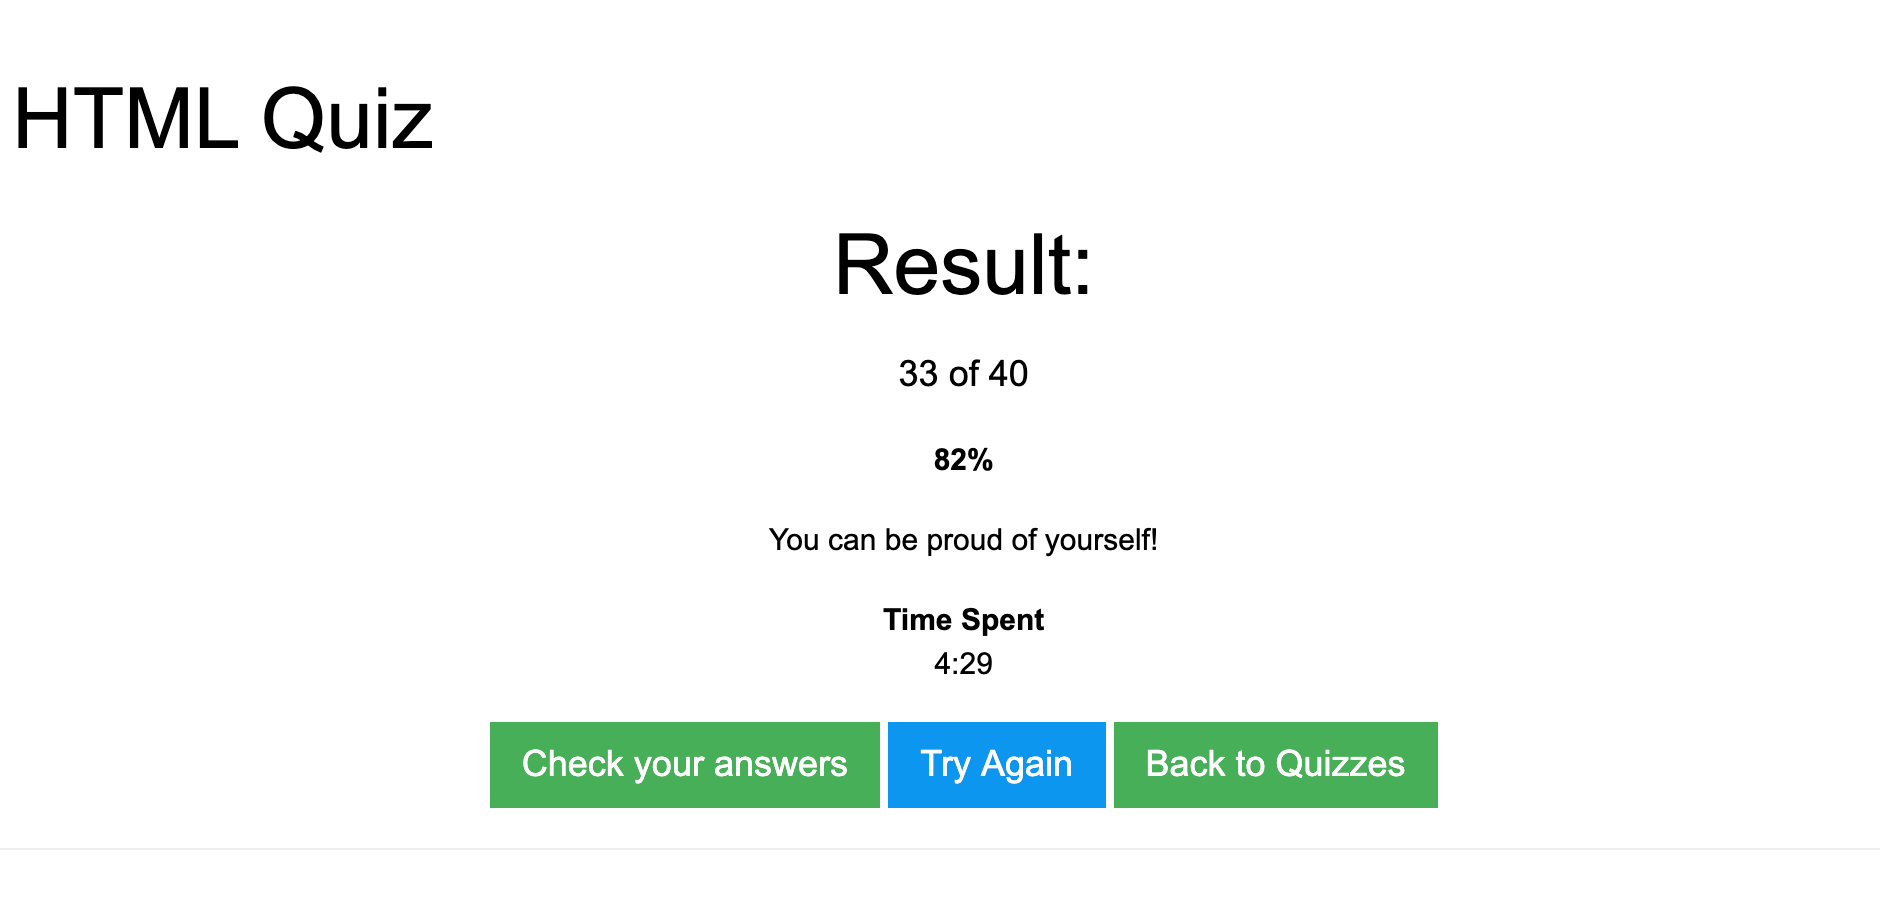 HTML Quiz
Result:
33 of 40
82%
You can be proud of yourself!
Time Spent
4:29
Check your answers
Try Again
Back to Quizzes